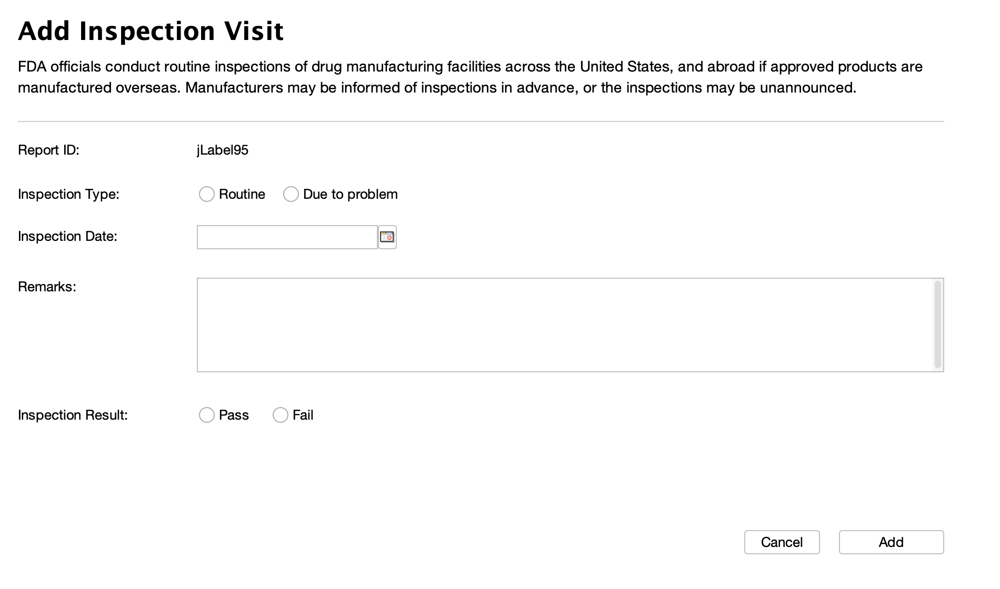 Add Inspection Visit
FDA officials conduct routine inspections of drug manufacturing facilities across the United States, and abroad if approved products are
manufactured overseas. Manufacturers may be informed of inspections in advance, or the inspections may be unannounced.
Report ID: jLabel95
Inspection Type: Routine Due to problem
Inspection Date:
Remarks:
Inspection Result: Pass Fail
Cancel Add